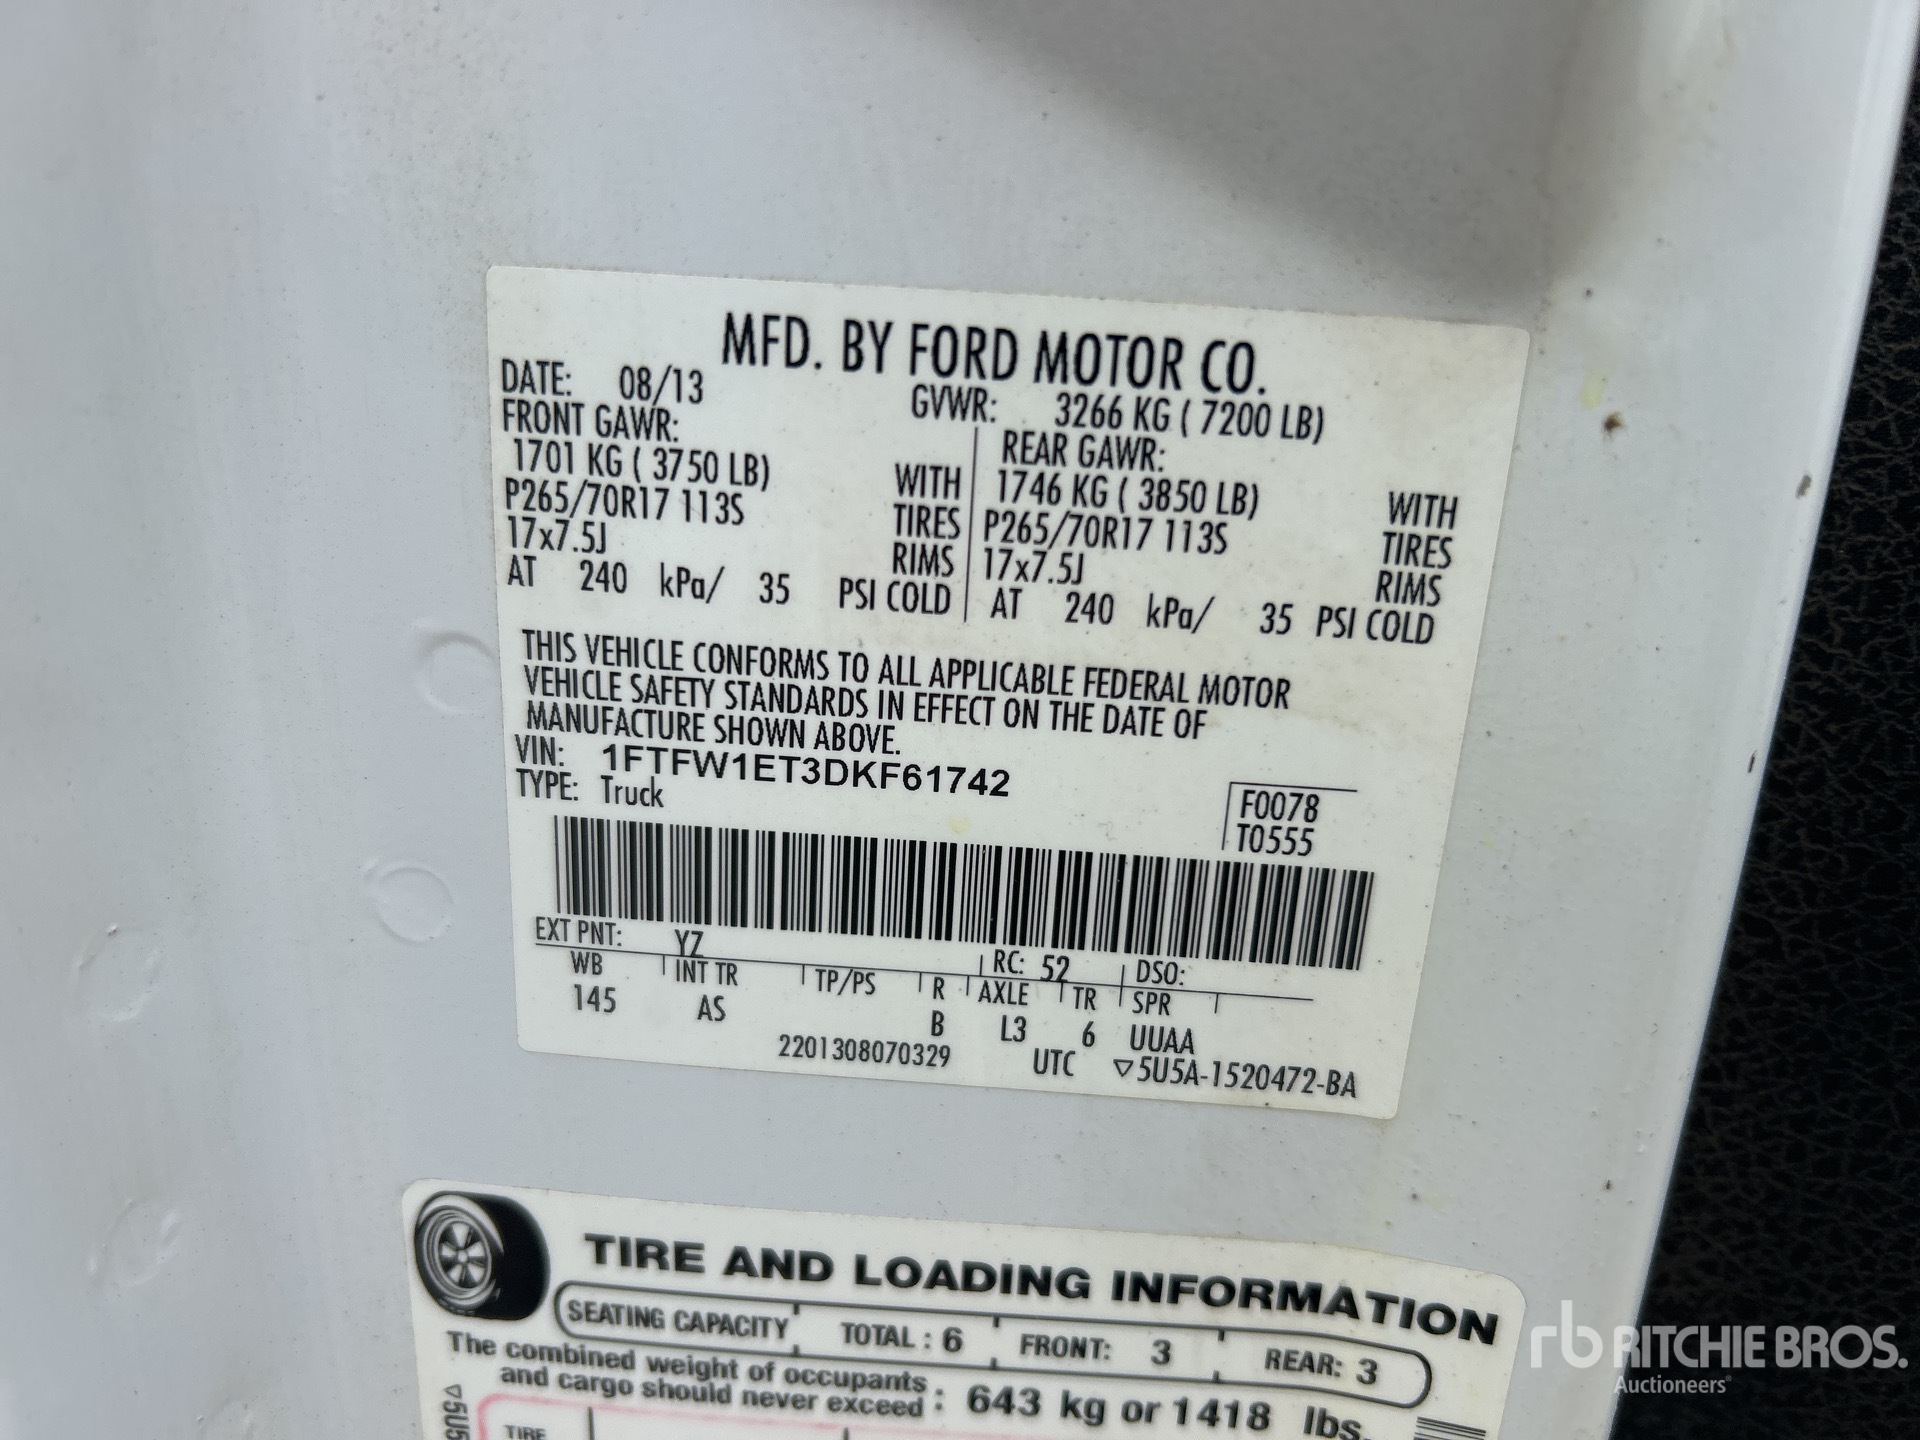 MFD. BY FORD MOTOR CO.
DATE: 08/13 GVWR: 3266 KG ( 7200 LB)
FRONT GAWR: REAR GAWR:
1701 KG ( 3750 LB) WITH 1746 KG ( 3850 LB) WITH
P265/70R17 113S TIRES P265/70R17 113S TIRES
17x7.5J RIMS 17x7.5J RIMS
AT 240 kPa/ 35 PSI COLD AT 240 kPa/ 35 PSI COLD
THIS VEHICLE CONFORMS TO ALL APPLICABLE FEDERAL MOTOR
VEHICLE SAFETY STANDARDS IN EFFECT ON THE DATE OF
MANUFACTURE SHOWN ABOVE.
VIN: 1FTFW1ET3DKF61742
TYPE: Truck
F0078
T0555
EXT PNT: YZ RC: 52 DSO:
WB INT TR TP/PS R AXLE TR SPR
145 AS B L3 6 UUAA
2201308070329 UTC ▽5U5A-1520472-BA
TIRE AND LOADING INFORMATION
SEATING CAPACITY TOTAL : 6 FRONT: 3 REAR: 3
The combined weight of occupants
and cargo should never exceed : 643 kg or 1418 lbs.
TIRE
▽5U5
rb RITCHIE BROS.
Auctioneers